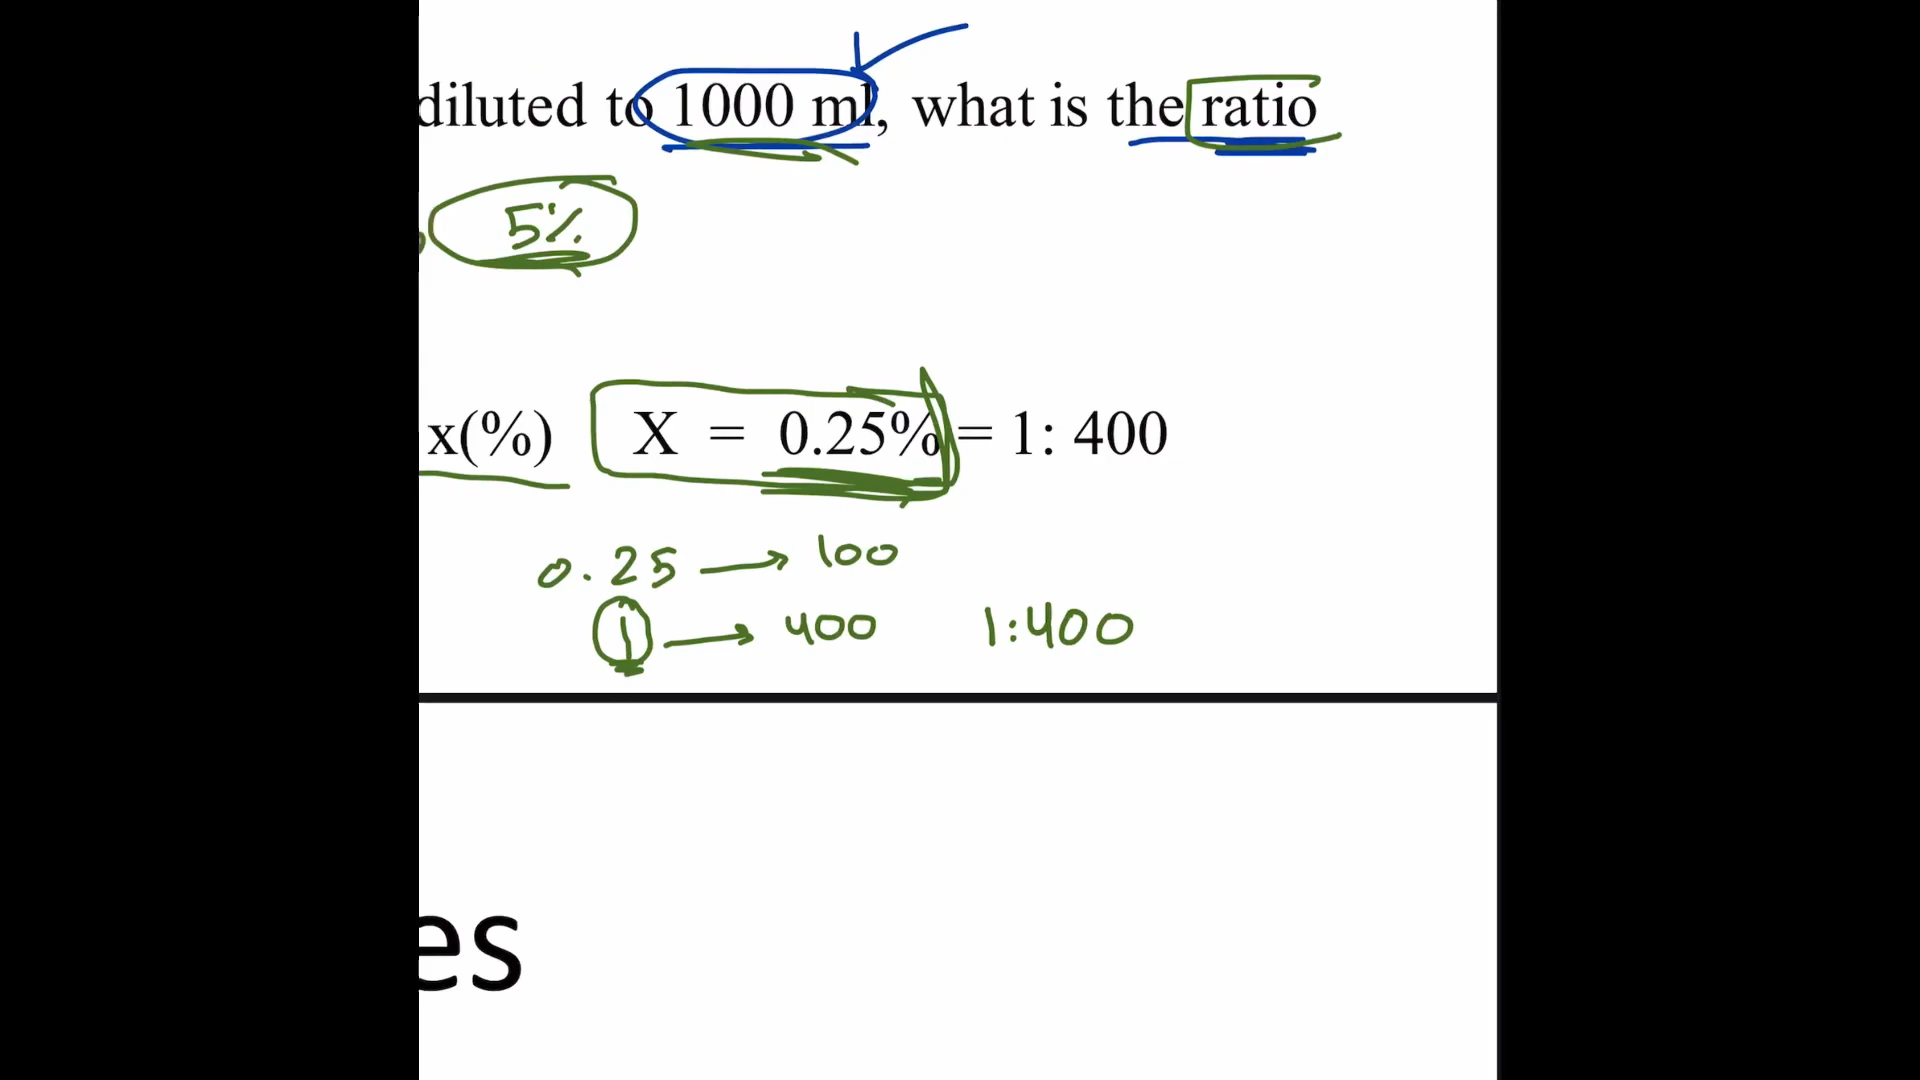 diluted to 1000 ml, what is the ratio
5%
x(%) X = 0.25% = 1: 400
0.25 → 100
1 → 400 1:400
es